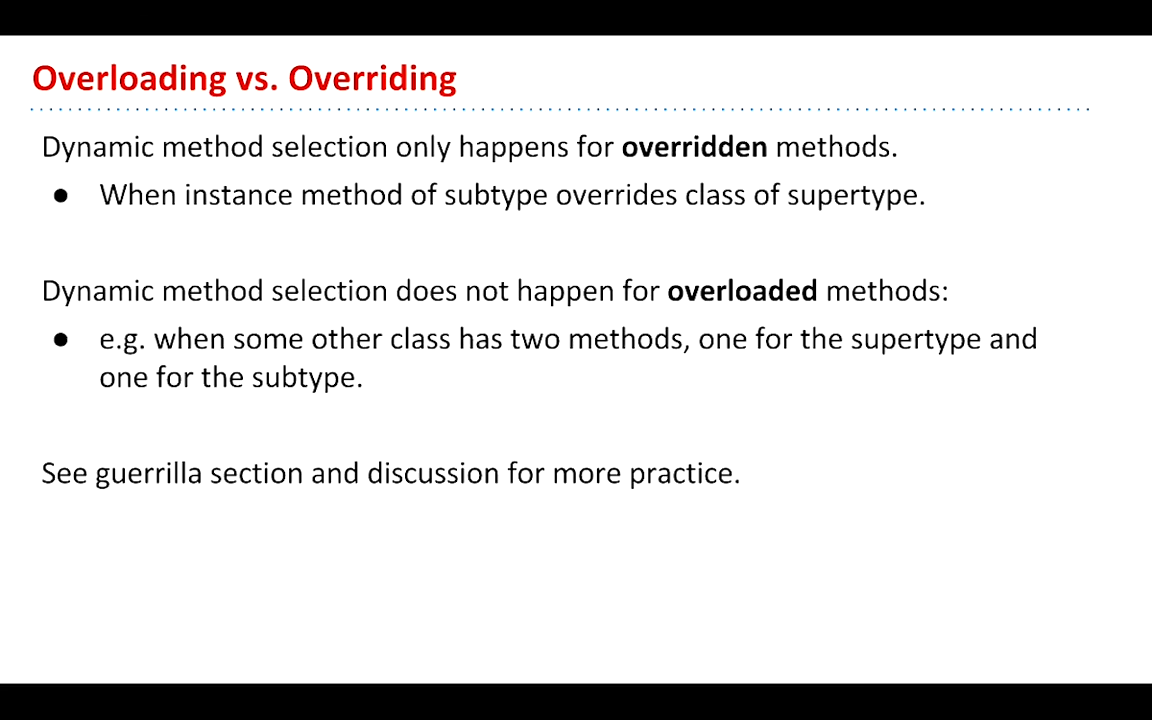 Overloading vs. Overriding
Dynamic method selection only happens for overridden methods.
● When instance method of subtype overrides class of supertype.
Dynamic method selection does not happen for overloaded methods:
● e.g. when some other class has two methods, one for the supertype and
one for the subtype.
See guerrilla section and discussion for more practice.